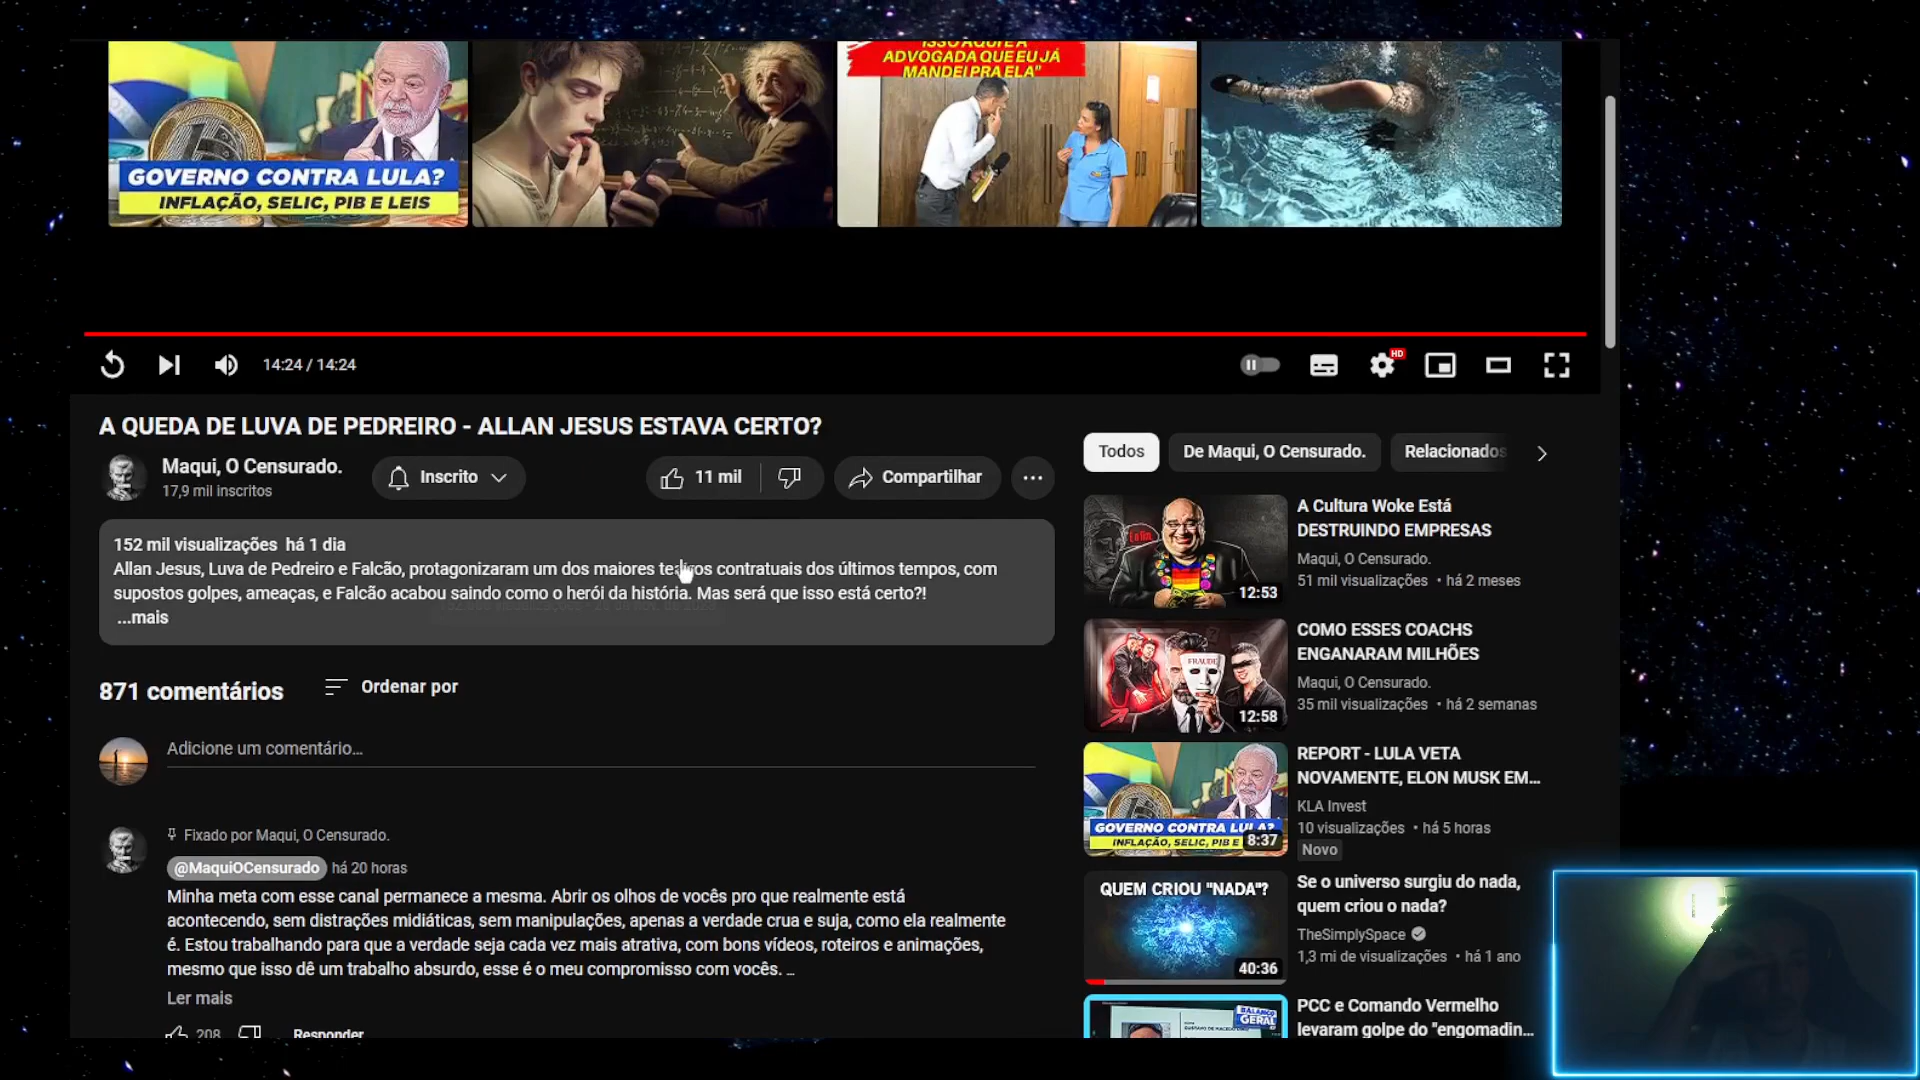 ISSO AQUI É A
ADVOGADA QUE EU JÁ
MANDEI PRA ELA"
GOVERNO CONTRA LULA?
INFLAÇÃO, SELIC, PIB E LEIS
14:24 / 14:24
HD
A QUEDA DE LUVA DE PEDREIRO - ALLAN JESUS ESTAVA CERTO?
Maqui, O Censurado.
17,9 mil inscritos
Inscrito
11 mil
Compartilhar
152 mil visualizações há 1 dia
Allan Jesus, Luva de Pedreiro e Falcão, protagonizaram um dos maiores contratuais dos últimos tempos, com
supostos golpes, ameaças, e Falcão acabou saindo como o herói da história. Mas será que isso está certo?!
...mais
871 comentários
Ordenar por
Adicione um comentário...
Fixado por Maqui, O Censurado.
@MaquiOCensurado há 20 horas
Minha meta com esse canal permanece a mesma. Abrir os olhos de vocês pro que realmente está
acontecendo, sem distrações midiáticas, sem manipulações, apenas a verdade crua e suja, como ela realmente
é. Estou trabalhando para que a verdade seja cada vez mais atrativa, com bons vídeos, roteiros e animações,
mesmo que isso dê um trabalho absurdo, esse é o meu compromisso com vocês. ...
Ler mais
208
Responder
Todos
De Maqui, O Censurado.
Relacionados
12:53
A Cultura Woke Está
DESTRUINDO EMPRESAS
Maqui, O Censurado.
51 mil visualizações • há 2 meses
FRAUDE
12:58
COMO ESSES COACHS
ENGANARAM MILHÕES
Maqui, O Censurado.
35 mil visualizações • há 2 semanas
GOVERNO CONTRA LULA?
INFLAÇÃO, SELIC, PIB E
8:37
REPORT - LULA VETA
NOVAMENTE, ELON MUSK EM...
KLA Invest
10 visualizações • há 5 horas
Novo
QUEM CRIOU "NADA"?
40:36
Se o universo surgiu do nada,
quem criou o nada?
TheSimplySpace
1,3 mi de visualizações • há 1 ano
BALANÇO
GERAL
PCC e Comando Vermelho
levaram golpe do "engomadin...